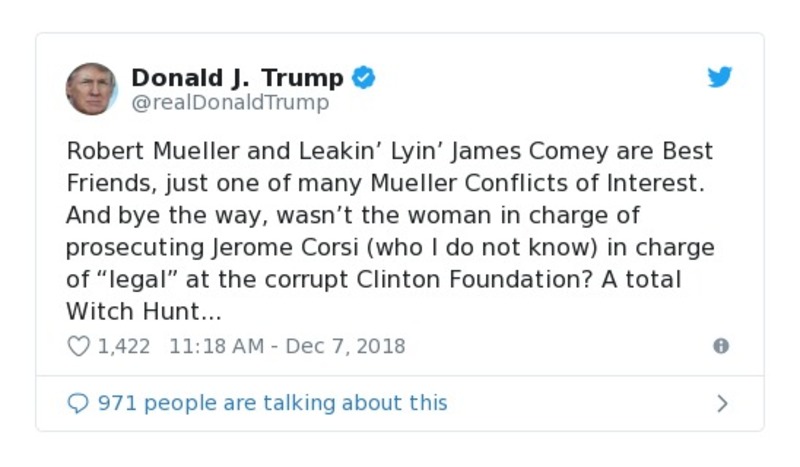 Donald J. Trump
@realDonaldTrump
Robert Mueller and Leakin’ Lyin’ James Comey are Best
Friends, just one of many Mueller Conflicts of Interest.
And bye the way, wasn’t the woman in charge of
prosecuting Jerome Corsi (who I do not know) in charge
of “legal” at the corrupt Clinton Foundation? A total
Witch Hunt...
1,422 11:18 AM - Dec 7, 2018
971 people are talking about this